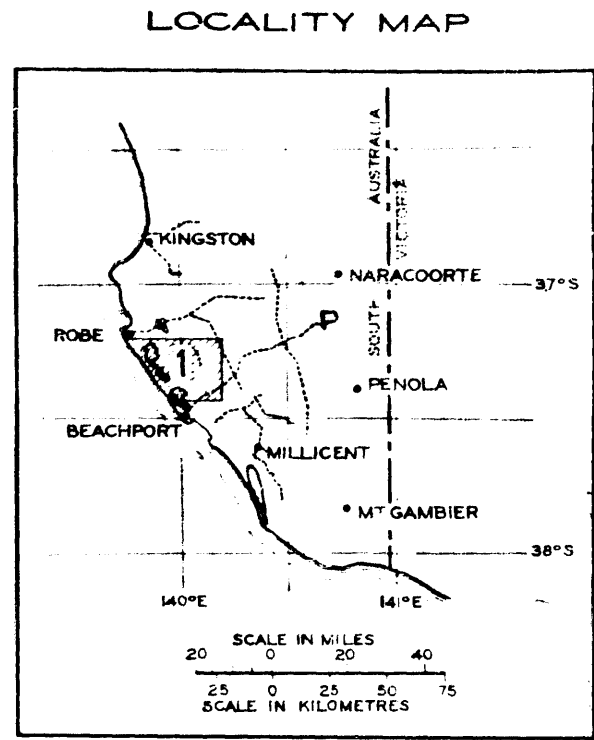 LOCALITY MAP
AUSTRALIA
VICTORIA
SOUTH
KINGSTON
NARACOORTE
37°S
ROBE
1
PENOLA
BEACHPORT
MILLICENT
MT GAMBIER
38°S
140°E
141°E
SCALE IN MILES
20 0 20 40
25 0 25 50 75
SCALE IN KILOMETRES